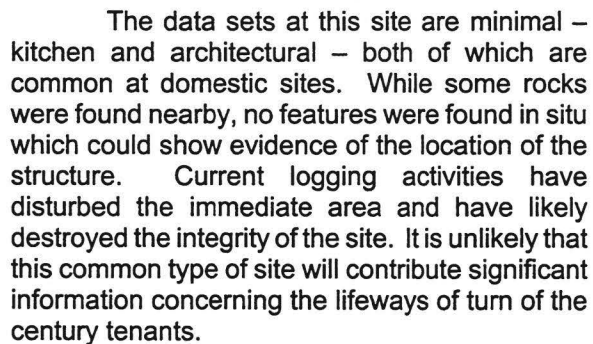 The data sets at this site are minimal –
kitchen and architectural – both of which are
common at domestic sites. While some rocks
were found nearby, no features were found in situ
which could show evidence of the location of the
structure. Current logging activities have
disturbed the immediate area and have likely
destroyed the integrity of the site. It is unlikely that
this common type of site will contribute significant
information concerning the lifeways of turn of the
century tenants.